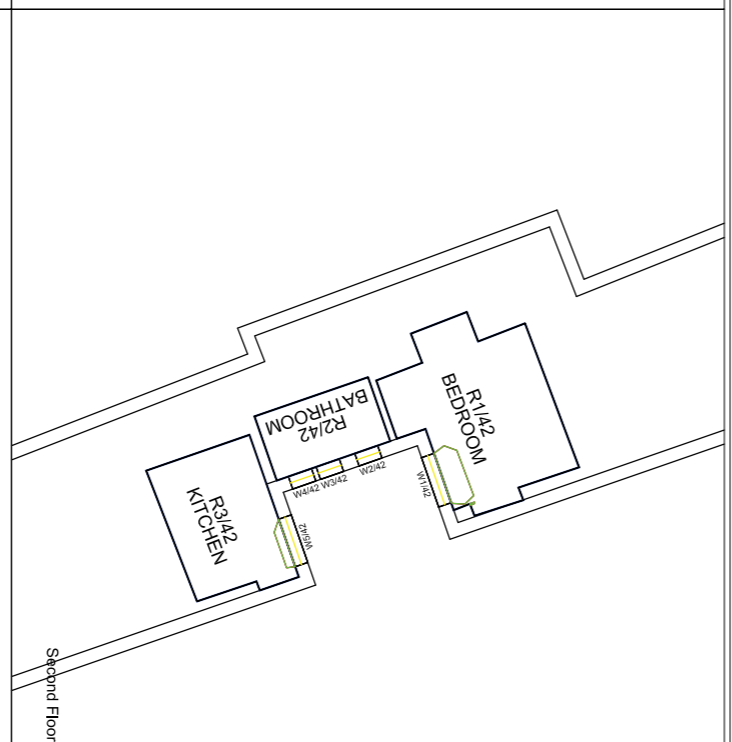 R1/42
BEDROOM
R2/42
BATHROOM
W4/42
W3/42
W2/42
W1/42
R3/42
KITCHEN
W5/42
Second Floor